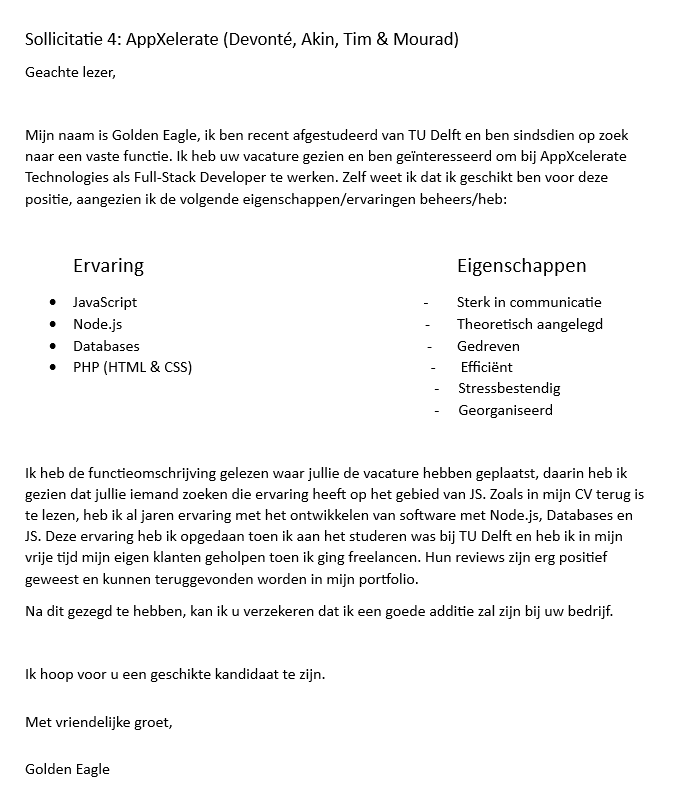 Sollicitatie 4: AppXelerate (Devonté, Akin, Tim & Mourad)
Geachte lezer,
Mijn naam is Golden Eagle, ik ben recent afgestudeerd van TU Delft en ben sindsdien op zoek
naar een vaste functie. Ik heb uw vacature gezien en ben geïnteresseerd om bij AppXcelerate
Technologies als Full-Stack Developer te werken. Zelf weet ik dat ik geschikt ben voor deze
positie, aangezien ik de volgende eigenschappen/ervaringen beheers/heb:
Ervaring
• JavaScript
• Node.js
• Databases
• PHP (HTML & CSS)
Eigenschappen
- Sterk in communicatie
- Theoretisch aangelegd
- Gedreven
- Efficiënt
- Stressbestendig
- Georganiseerd
Ik heb de functieomschrijving gelezen waar jullie de vacature hebben geplaatst, daarin heb ik
gezien dat jullie iemand zoeken die ervaring heeft op het gebied van JS. Zoals in mijn CV terug is
te lezen, heb ik al jaren ervaring met het ontwikkelen van software met Node.js, Databases en
JS. Deze ervaring heb ik opgedaan toen ik aan het studeren was bij TU Delft en heb ik in mijn
vrije tijd mijn eigen klanten geholpen toen ik ging freelancen. Hun reviews zijn erg positief
geweest en kunnen teruggevonden worden in mijn portfolio.
Na dit gezegd te hebben, kan ik u verzekeren dat ik een goede additie zal zijn bij uw bedrijf.
Ik hoop voor u een geschikte kandidaat te zijn.
Met vriendelijke groet,
Golden Eagle